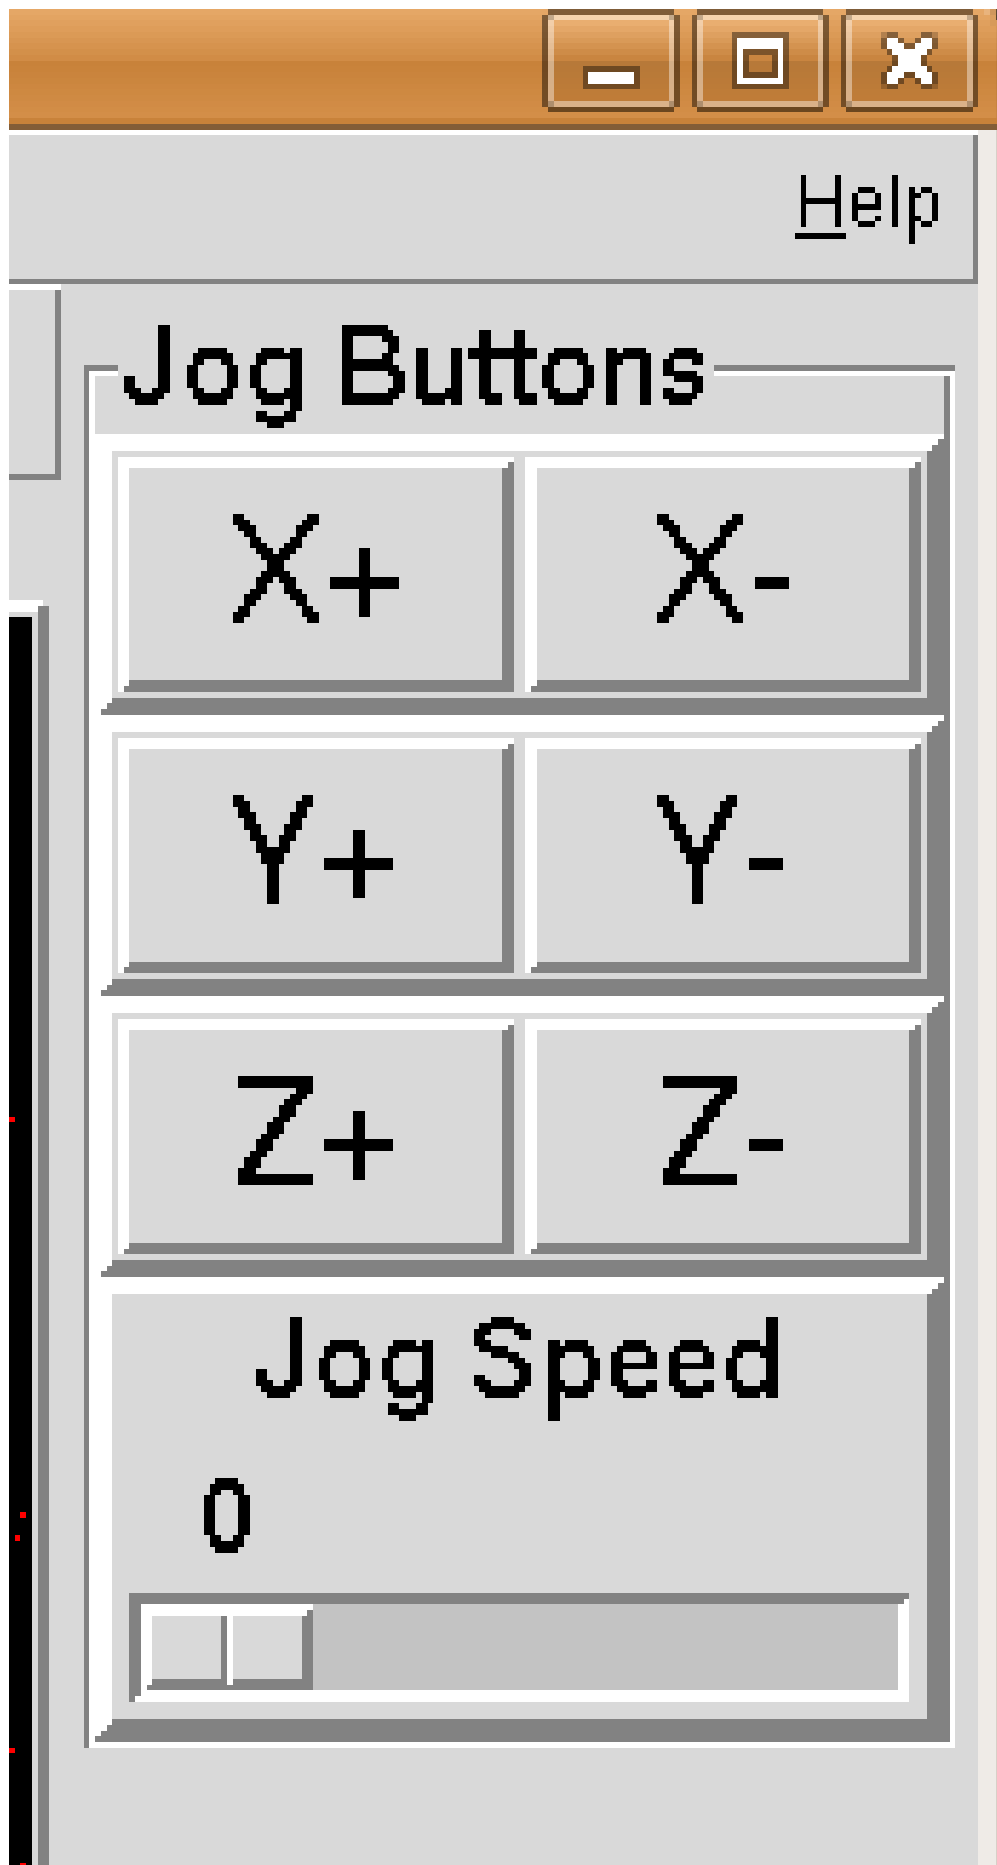 Help
Jog Buttons
X+ X-
Y+ Y-
Z+ Z-
Jog Speed
0